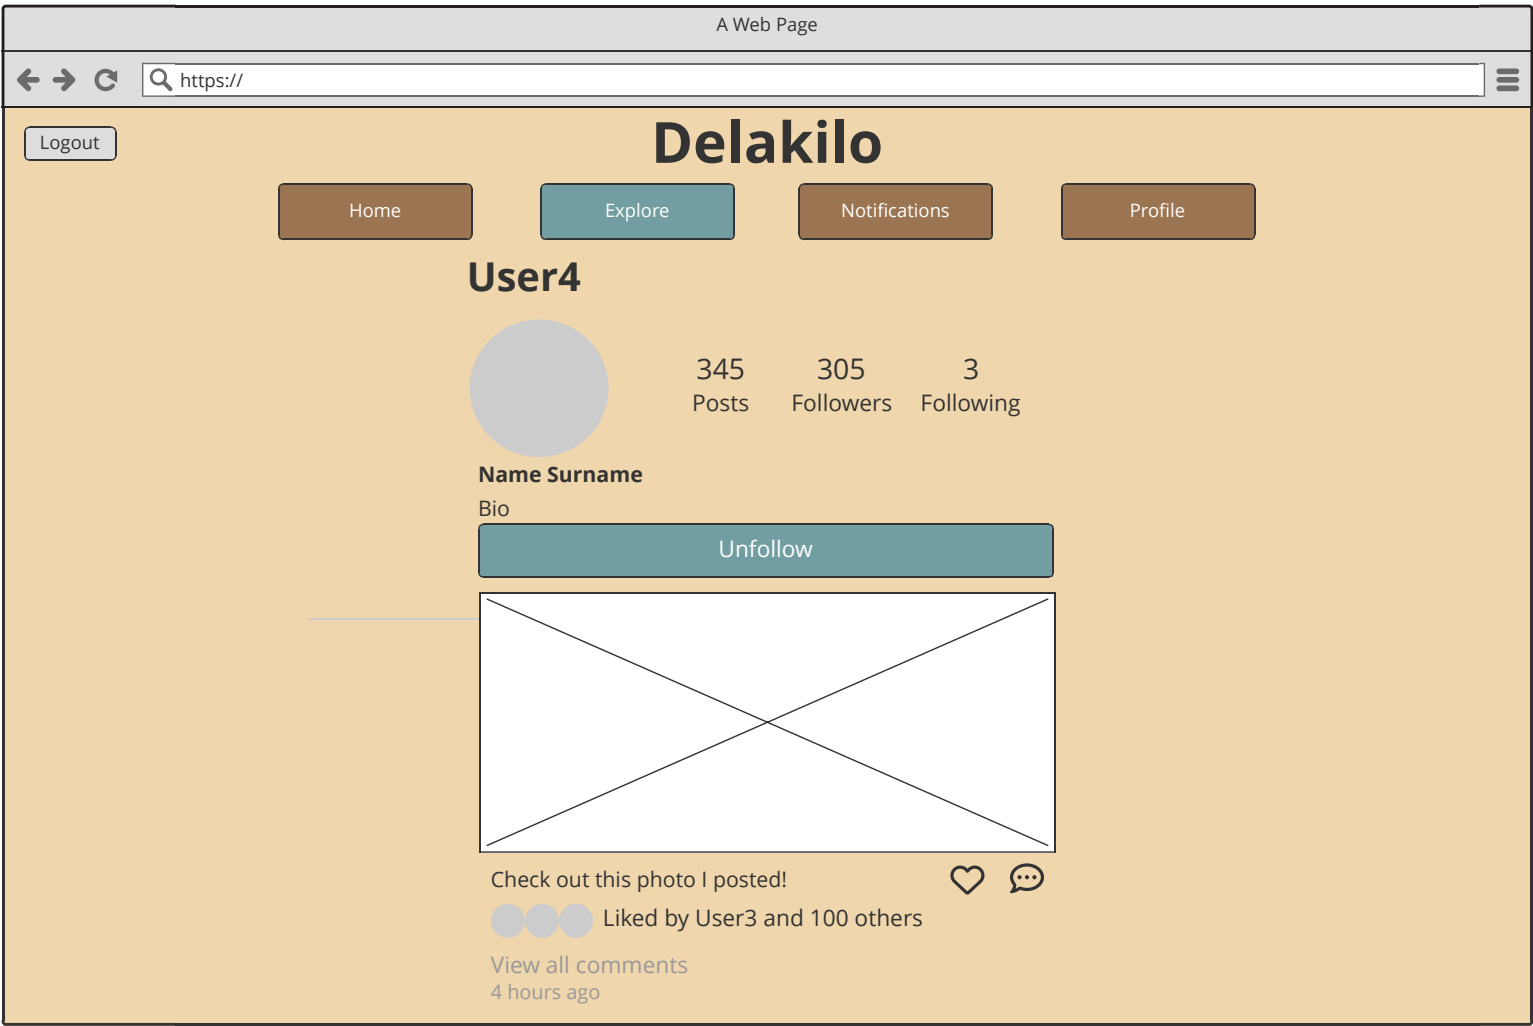 A Web Page
https://
Logout
Delakilo
Home
Explore
Notifications
Profile
User4
345
305
3
Posts
Followers
Following
Name Surname
Bio
Unfollow
Check out this photo I posted!
Liked by User3 and 100 others
View all comments
4 hours ago